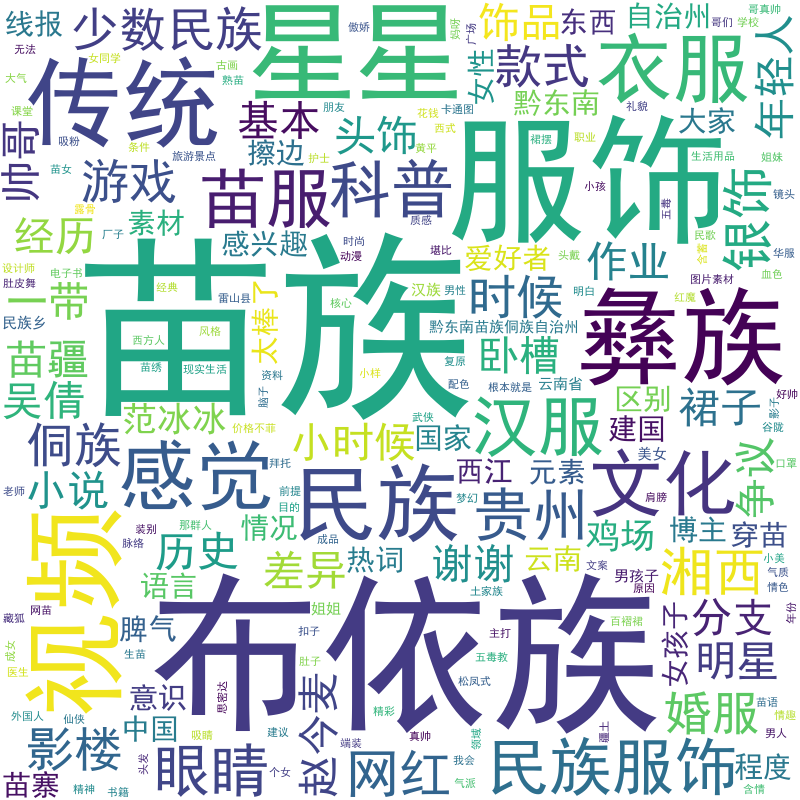 线报
少数民族
星星
饰品
东西
自治州
哥真帅
哥们
学校
无法
女同学
傲娇
妈呀
广场
女性
款式
衣服
年轻人
大气
传统
古画
熟苗
基本
朋友
卡通图
花钱
西式
黔东南
礼貌
大家
课堂
吸粉
头饰
裙摆
职业
帅哥
条件
擦边
护士
黄平
服饰
生活用品
苗女
旅游景点
游戏
苗服
科普
小孩
姐妹
五毒
镜头
露骨
银饰
质感
厂子
素材
经历
感兴趣
时尚
动漫
堪比
爱好者
头戴
作业
民歌
含蓄
华服
设计师
电子书
肚皮舞
经典
雷山县
男性
汉族
时候
明白
图片素材
血色
一带
太棒了
核心
红魔
民族乡
苗族
彝族
西方人
风格
黔东南苗族侗族自治州
苗疆
苗绣
现实生活
资料
复原
卧槽
小样
配色
根本就是
云南省
吴倩
脑子
区别
好帅
影子
范冰冰
价格不菲
武侠
汉服
裙子
谷陇
侗族
小时候
国家
建国
感觉
拜托
西江
文化
美女
争议
口罩
老师
小说
前提
目的
民族
梦幻
元素
贵州
肩膀
视频
那群人
情况
成品
鸡场
博主
穿苗
装别
脉络
历史
差异
热词
谢谢
云南
文案
男孩子
原因
湘西
小美
气质
情色
语言
土家族
藏狐
网苗
脾气
姐姐
布依族
百褶裙
女孩子
分支
年份
成女
生苗
扣子
肚子
主打
五毒教
明星
医生
意识
思密达
赵今麦
松凤式
苗语
外国人
仙侠
中国
吸睛
精彩
建议
婚服
情趣
影楼
真帅
端装
领域
疆土
男人
苗寨
精神
书籍
头发
眼睛
个女
网红
我会
气派
民族服饰
程度
含情